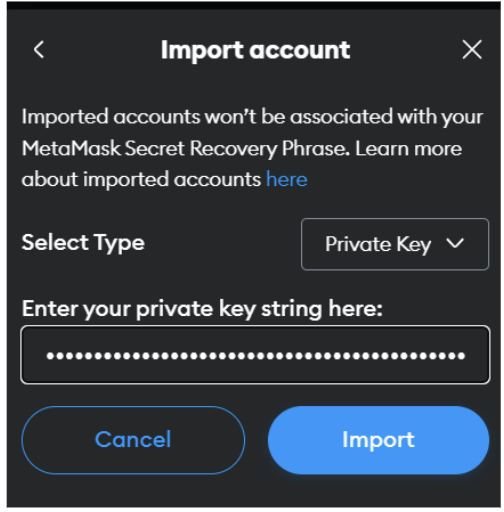 Import account
Imported accounts won't be associated with your
MetaMask Secret Recovery Phrase. Learn more
about imported accounts here
Select Type
Private Key
Enter your private key string here:
••••••••••••••••••••••••••••••••••••••••••••
Cancel
Import